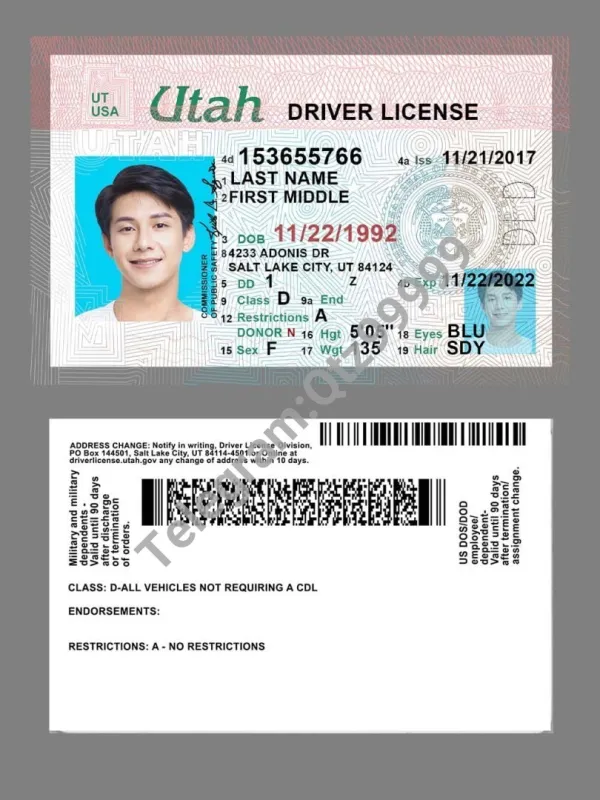 UT
USA
Utah DRIVER LICENSE
UTAH
4d 153655766 4a Iss 11/21/2017
1 LAST NAME
2 FIRST MIDDLE
3 DOB 11/22/1992
8 4233 ADONIS DR
SALT LAKE CITY, UT 84124
5 DD 1 Z 4b Exp 11/22/2022
9 Class D 9a End
12 Restrictions A
DONOR N 16 Hgt 5'05" 18 Eyes BLU
15 Sex F 17 Wgt 135 19 Hair SDY
COMMISSIONER
OF PUBLIC SAFETY
DLD
ADDRESS CHANGE: Notify in writing, Driver License Division,
PO Box 144501, Salt Lake City, UT 84114-4501 or Online at
driverlicense.utah.gov any change of address within 10 days.
Military and military
dependents -
Valid until 90 days
after discharge
or termination
of orders.
US DOS/DOD
employee/
dependent-
Valid until 90 days
after termination/
assignment change.
CLASS: D-ALL VEHICLES NOT REQUIRING A CDL
ENDORSEMENTS:
RESTRICTIONS: A - NO RESTRICTIONS